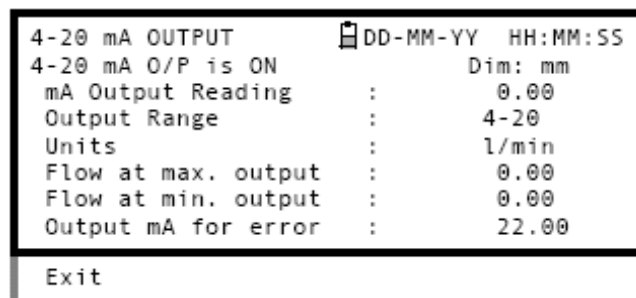 4-20 mA OUTPUT DD-MM-YY HH:MM:SS
4-20 mA O/P is ON Dim: mm
mA Output Reading : 0.00
Output Range : 4-20
Units : l/min
Flow at max. output : 0.00
Flow at min. output : 0.00
Output mA for error : 22.00
Exit